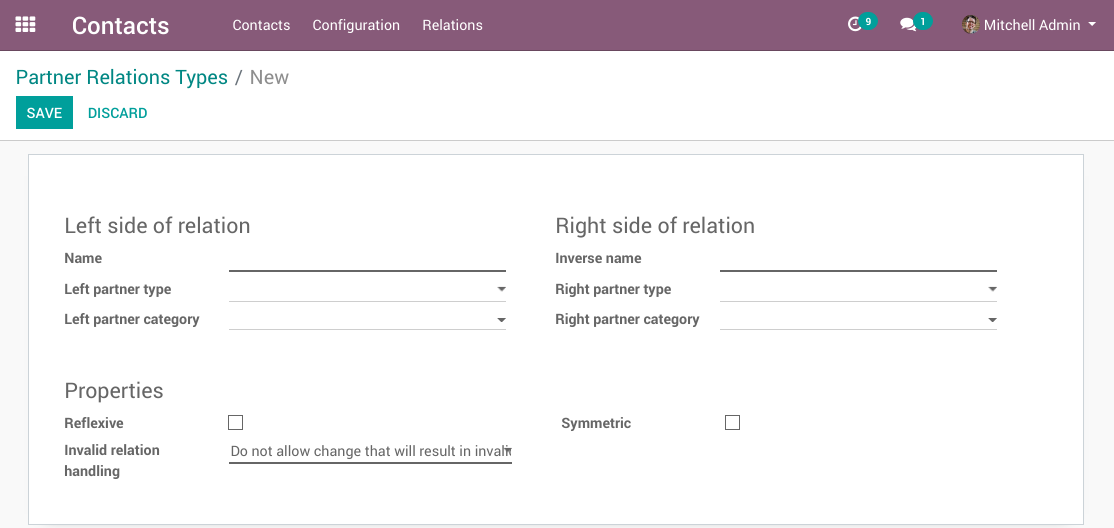 Contacts Contacts Configuration Relations 9 1 Mitchell Admin
Partner Relations Types / New
SAVE DISCARD
Left side of relation Right side of relation
Name Inverse name
Left partner type Right partner type
Left partner category Right partner category
Properties
Reflexive Symmetric
Invalid relation Do not allow change that will result in
handling